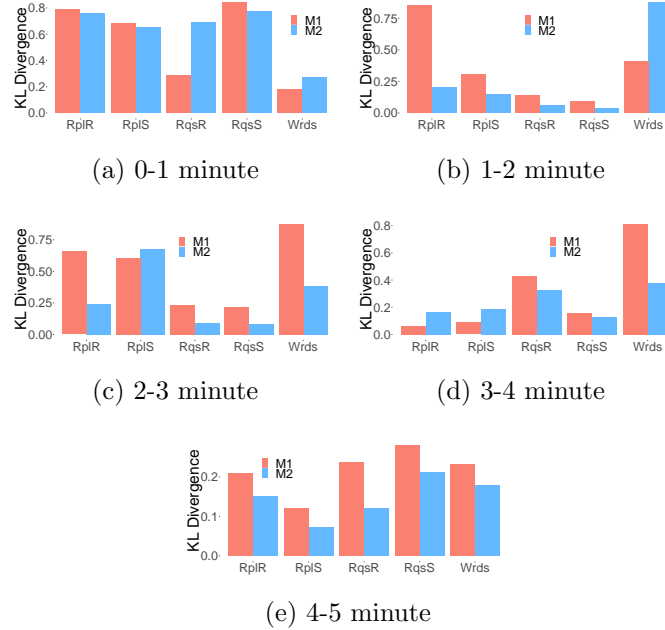 KL Divergence
0.8
0.6
0.4
0.2
0.0
M1
M2
RplR RplS RqsR RqsS Wrds
(a) 0-1 minute
KL Divergence
0.75
0.50
0.25
0.00
M1
M2
RplR RplS RqsR RqsS Wrds
(b) 1-2 minute
KL Divergence
0.75
0.50
0.25
0.00
M1
M2
RplR RplS RqsR RqsS Wrds
(c) 2-3 minute
KL Divergence
0.8
0.6
0.4
0.2
0.0
M1
M2
RplR RplS RqsR RqsS Wrds
(d) 3-4 minute
KL Divergence
0.2
0.1
0.0
M1
M2
RplR RplS RqsR RqsS Wrds
(e) 4-5 minute